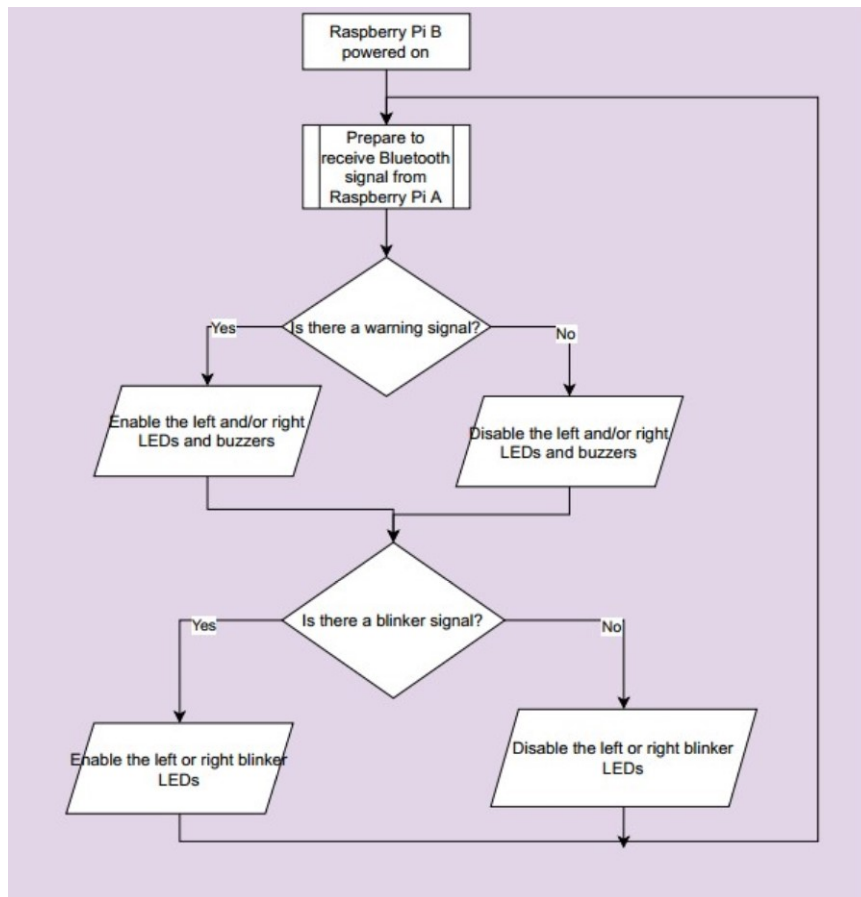 Raspberry Pi B
powered on
Prepare to
receive Bluetooth
signal from
Raspberry Pi A
Is there a warning signal?
Yes
No
Enable the left and/or right
LEDs and buzzers
Disable the left and/or right
LEDs and buzzers
Is there a blinker signal?
Yes
No
Enable the left or right blinker
LEDs
Disable the left or right blinker
LEDs